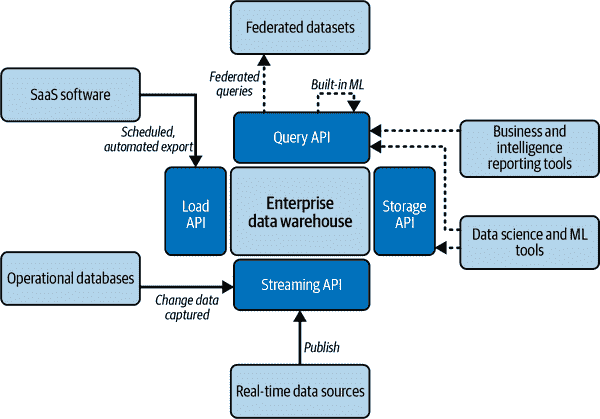 Federated datasets
Federated
queries
Built-in ML
SaaS software
Scheduled,
automated export
Query API
Business and
intelligence
reporting tools
Load
API
Enterprise
data warehouse
Storage
API
Data science and ML
tools
Operational databases
Change data
captured
Streaming API
Publish
Real-time data sources